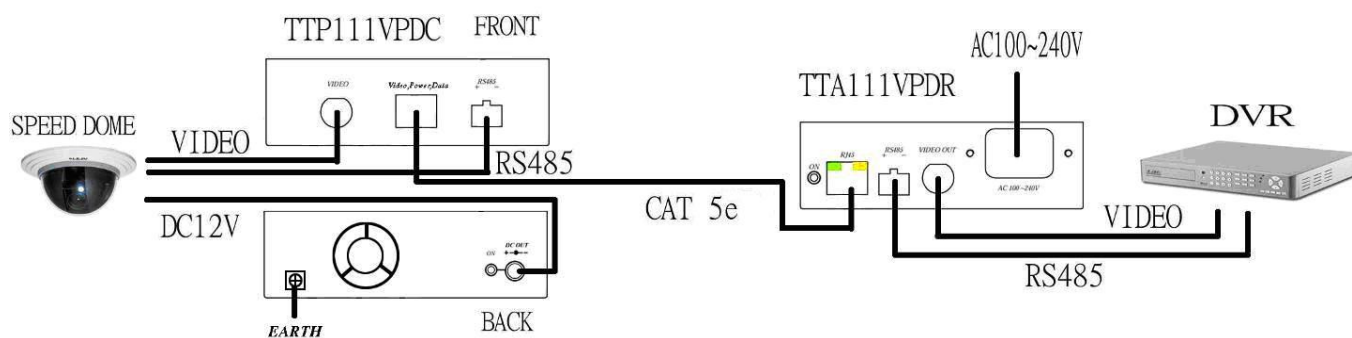 TTP111VPDC FRONT
VIDEO
Video,Power,Data
RS485
+ −
SPEED DOME
VIDEO
RS485
DC12V
ON
DC OUT
+ −
EARTH
BACK
CAT 5e
AC100~240V
TTA111VPDR
ON
RJ45
RS485
+ −
VIDEO OUT
AC 100~240V
DVR
VIDEO
RS485